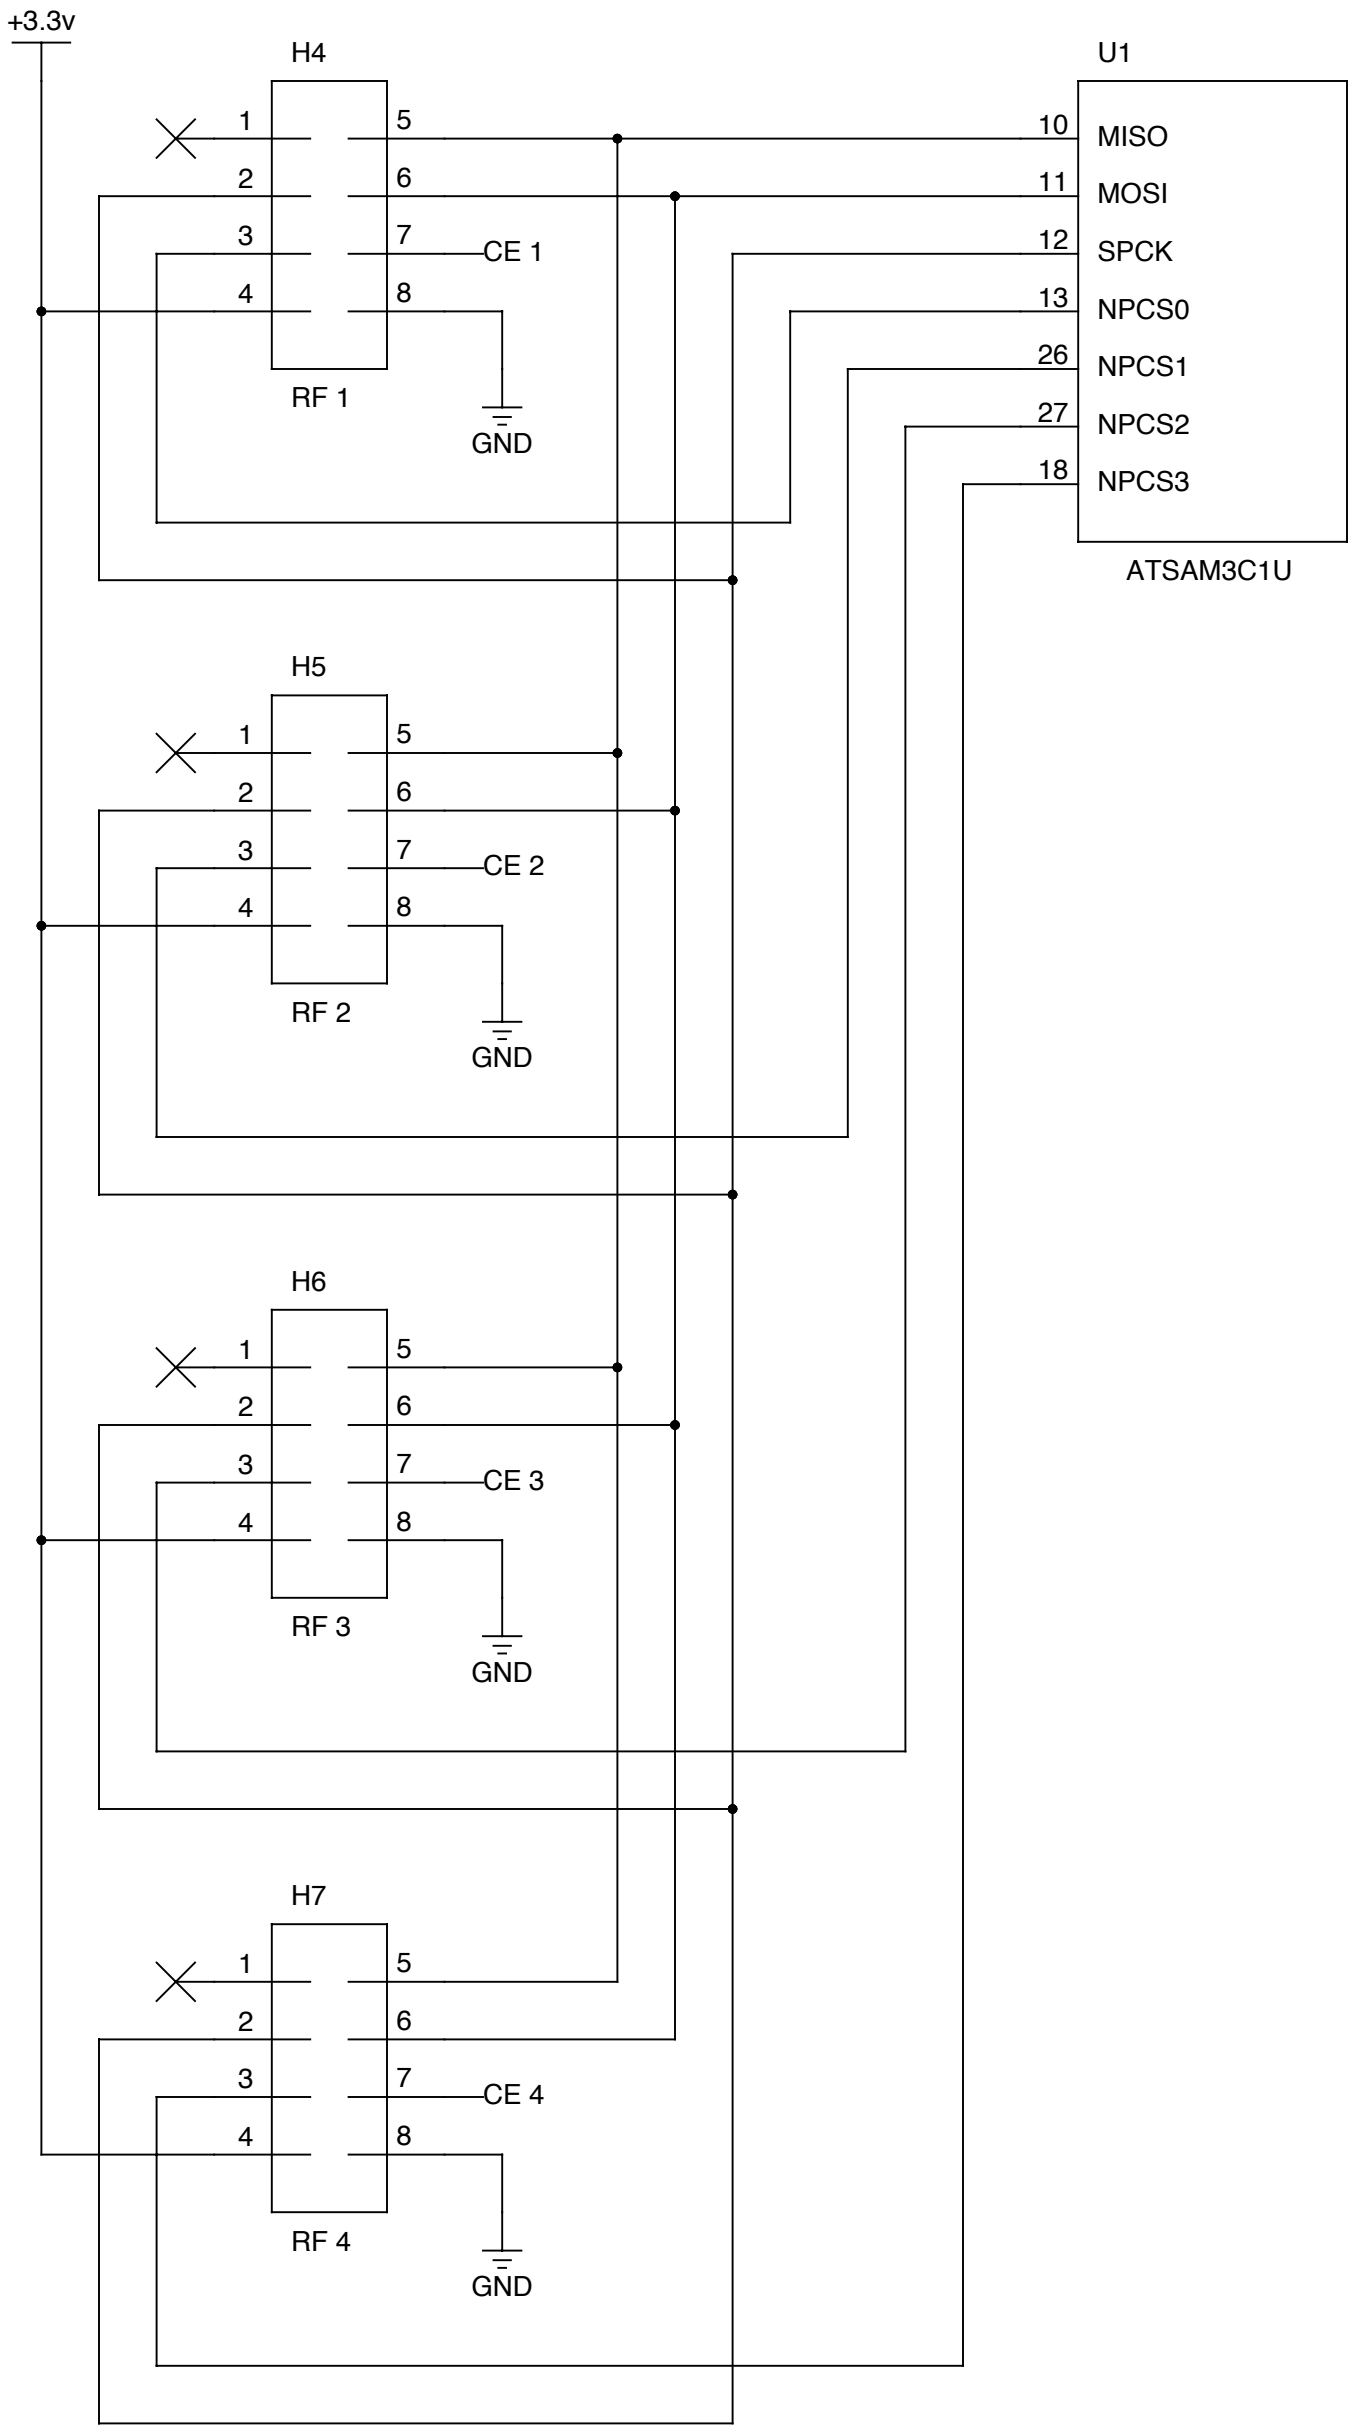 +3.3v
H4
1 5
2 6
3 7 CE 1
4 8
RF 1
GND
U1
10 MISO
11 MOSI
12 SPCK
13 NPCS0
26 NPCS1
27 NPCS2
18 NPCS3
ATSAM3C1U
H5
1 5
2 6
3 7 CE 2
4 8
RF 2
GND
H6
1 5
2 6
3 7 CE 3
4 8
RF 3
GND
H7
1 5
2 6
3 7 CE 4
4 8
RF 4
GND